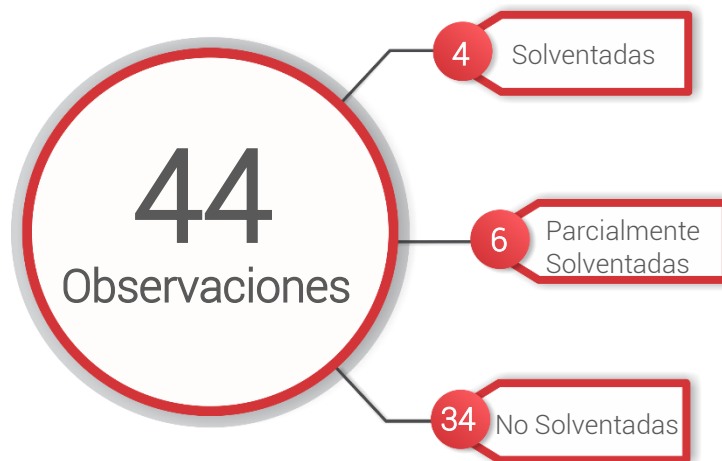 44
Observaciones
4
Solventadas
6
Parcialmente
Solventadas
34
No Solventadas